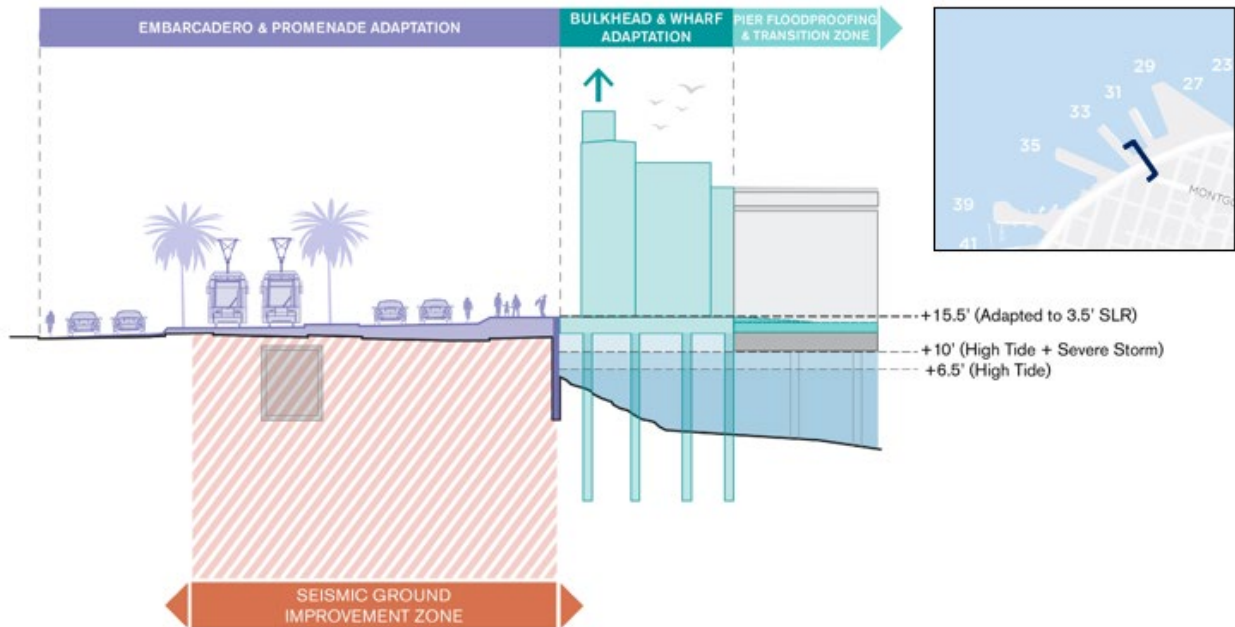 EMBARCADERO & PROMENADE ADAPTATION
BULKHEAD & WHARF
ADAPTATION
PIER FLOODPROOFING
& TRANSITION ZONE
29
23
31
27
33
35
MONTGO
39
41
+15.5' (Adapted to 3.5' SLR)
+10' (High Tide + Severe Storm)
+6.5' (High Tide)
SEISMIC GROUND
IMPROVEMENT ZONE